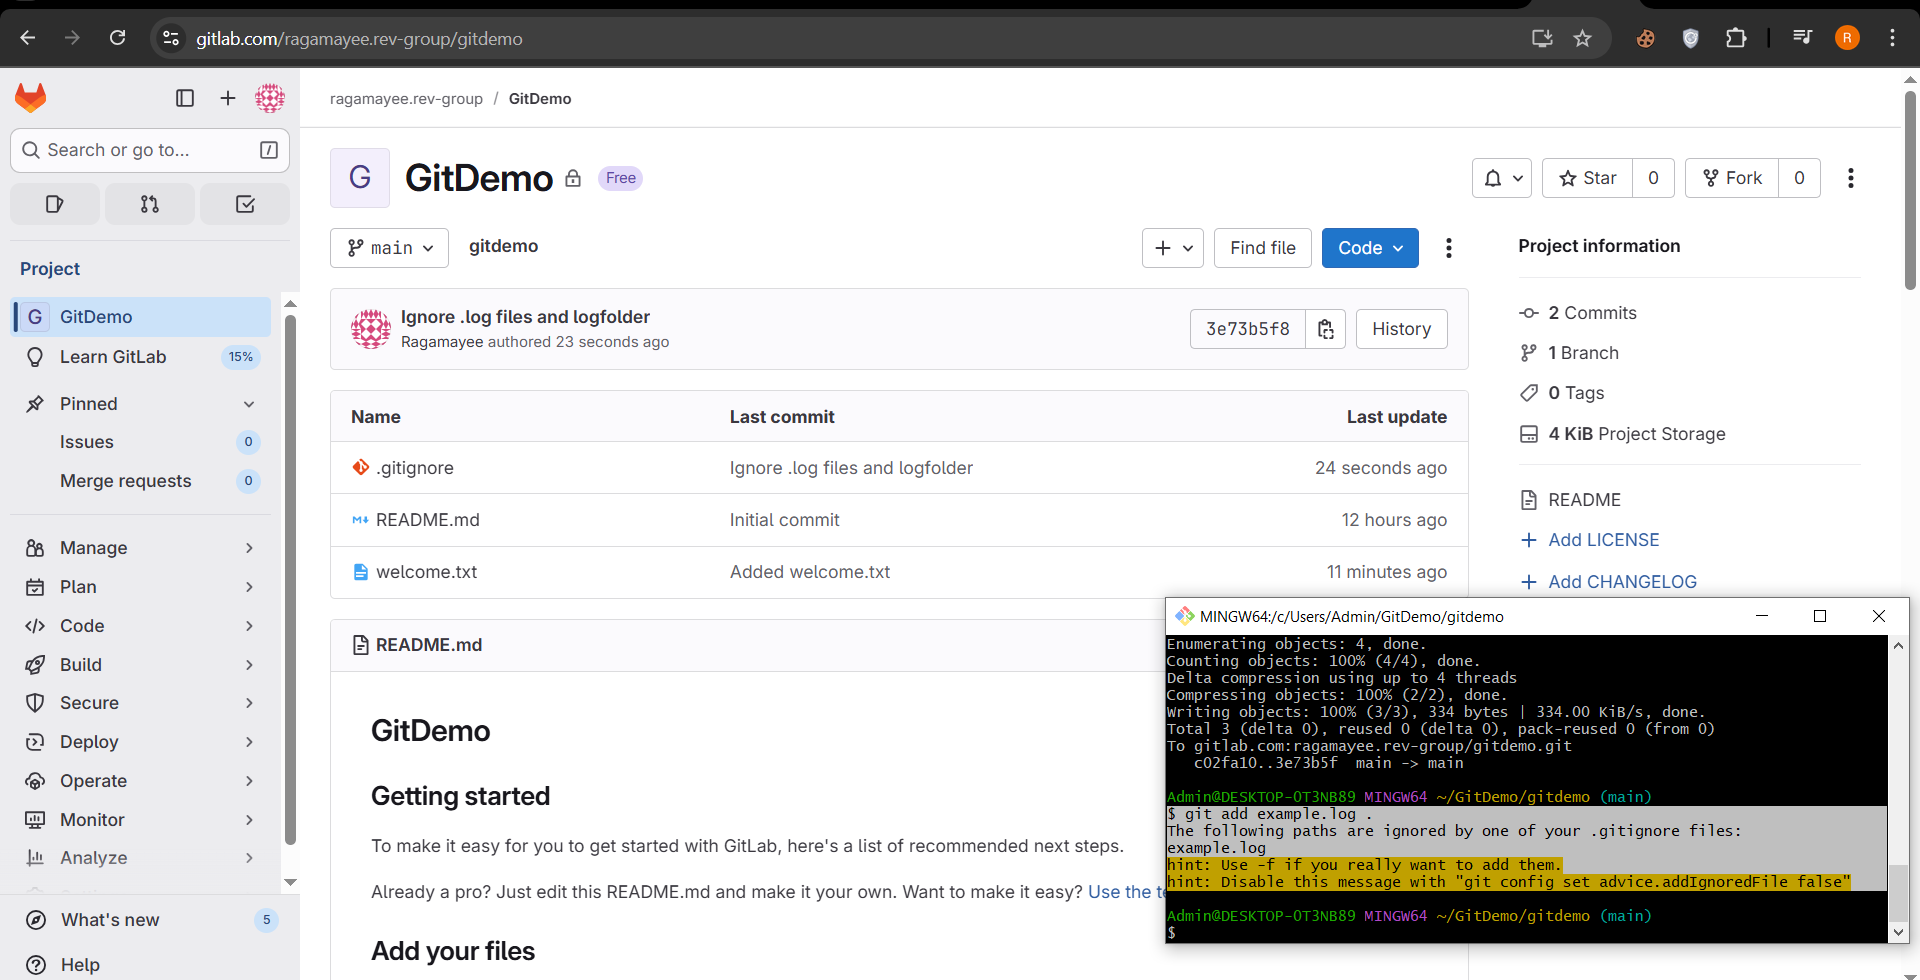 gitlab.com/ragamayee.rev-group/gitdemo
R
Search or go to...
/
Project
G GitDemo
Learn GitLab 15%
Pinned
Issues 0
Merge requests 0
Manage
Plan
Code
Build
Secure
Deploy
Operate
Monitor
Analyze
What's new 5
Help
ragamayee.rev-group / GitDemo
G GitDemo Free
Star 0
Fork 0
main
gitdemo
Find file
Code
Ignore .log files and logfolder
Ragamayee authored 23 seconds ago
3e73b5f8
History
Name Last commit Last update
.gitignore Ignore .log files and logfolder 24 seconds ago
README.md Initial commit 12 hours ago
welcome.txt Added welcome.txt 11 minutes ago
README.md
GitDemo
Getting started
To make it easy for you to get started with GitLab, here's a list of recommended next steps.
Already a pro? Just edit this README.md and make it your own. Want to make it easy? Use the te
Add your files
Project information
2 Commits
1 Branch
0 Tags
4 KiB Project Storage
README
+ Add LICENSE
+ Add CHANGELOG
MINGW64:/c/Users/Admin/GitDemo/gitdemo
Enumerating objects: 4, done.
Counting objects: 100% (4/4), done.
Delta compression using up to 4 threads
Compressing objects: 100% (2/2), done.
Writing objects: 100% (3/3), 334 bytes | 334.00 KiB/s, done.
Total 3 (delta 0), reused 0 (delta 0), pack-reused 0 (from 0)
To gitlab.com:ragamayee.rev-group/gitdemo.git
c02fa10..3e73b5f main -> main
Admin@DESKTOP-OT3NB89 MINGW64 ~/GitDemo/gitdemo (main)
$ git add example.log .
The following paths are ignored by one of your .gitignore files:
example.log
hint: Use -f if you really want to add them.
hint: Disable this message with "git config set advice.addIgnoredFile false"
Admin@DESKTOP-OT3NB89 MINGW64 ~/GitDemo/gitdemo (main)
$